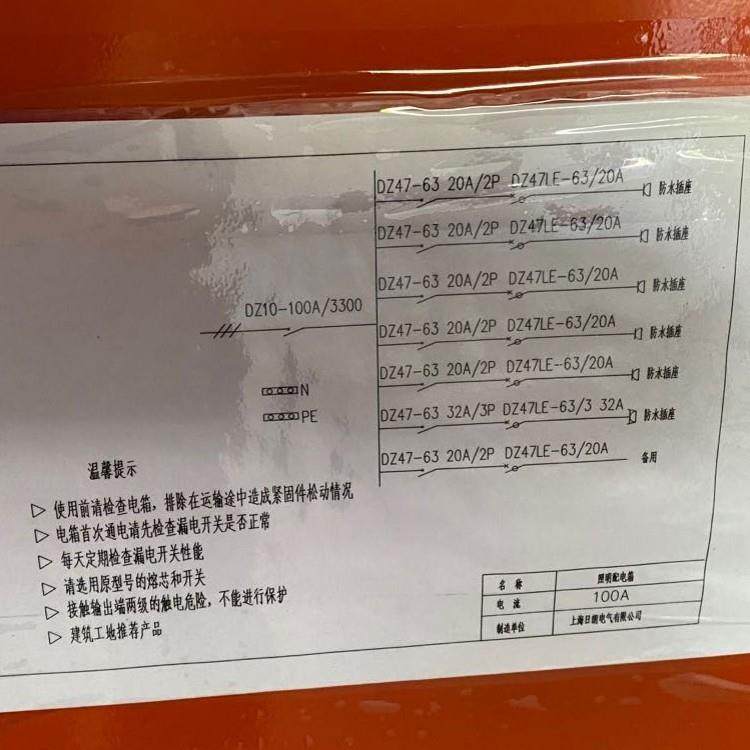 DZ47-63 20A/2P DZ47LE-63/20A 防水插座
DZ47-63 20A/2P DZ47LE-63/20A 防水插座
DZ47-63 20A/2P DZ47LE-63/20A 防水插座
DZ10-100A/3300
DZ47-63 20A/2P DZ47LE-63/20A 防水插座
DZ47-63 20A/2P DZ47LE-63/20A 防水插座
N
DZ47-63 32A/3P DZ47LE-63/3 32A 防水插座
PE
DZ47-63 20A/2P DZ47LE-63/20A 备用
温馨提示
▷ 使用前请检查电箱，排除在运输途中造成紧固件松动情况
▷ 电箱首次通电请先检查漏电开关是否正常
▷ 每天定期检查漏电开关性能
▷ 请选用原型号的熔芯和开关
▷ 接触输出端两级的触电危险，不能进行保护
▷ 建筑工地推荐产品
名 称 照明配电箱
电 流 100A
制造单位 上海日朗电气有限公司